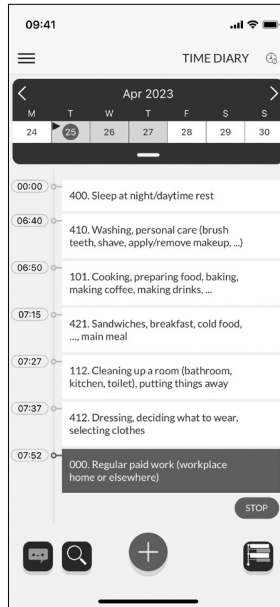 09:41
TIME DIARY
Apr 2023
M T W T F S S
24 25 26 27 28 29 30
00:00
400. Sleep at night/daytime rest
06:40
410. Washing, personal care (brush
teeth, shave, apply/remove makeup, ...)
06:50
101. Cooking, preparing food, baking,
making coffee, making drinks, ...
07:15
421. Sandwiches, breakfast, cold food,
..., main meal
07:27
112. Cleaning up a room (bathroom,
kitchen, toilet), putting things away
07:37
412. Dressing, deciding what to wear,
selecting clothes
07:52
000. Regular paid work (workplace
home or elsewhere)
STOP